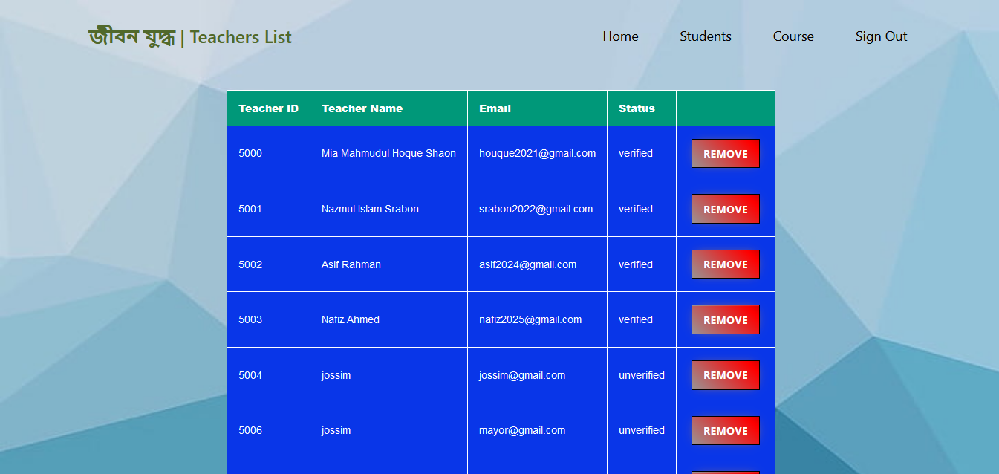 জীবন যুদ্ধ | Teachers List Home Students Course Sign Out
Teacher ID Teacher Name Email Status
5000 Mia Mahmudul Hoque Shaon houque2021@gmail.com verified REMOVE
5001 Nazmul Islam Srabon srabon2022@gmail.com verified REMOVE
5002 Asif Rahman asif2024@gmail.com verified REMOVE
5003 Nafiz Ahmed nafiz2025@gmail.com verified REMOVE
5004 jossim jossim@gmail.com unverified REMOVE
5006 jossim mayor@gmail.com unverified REMOVE